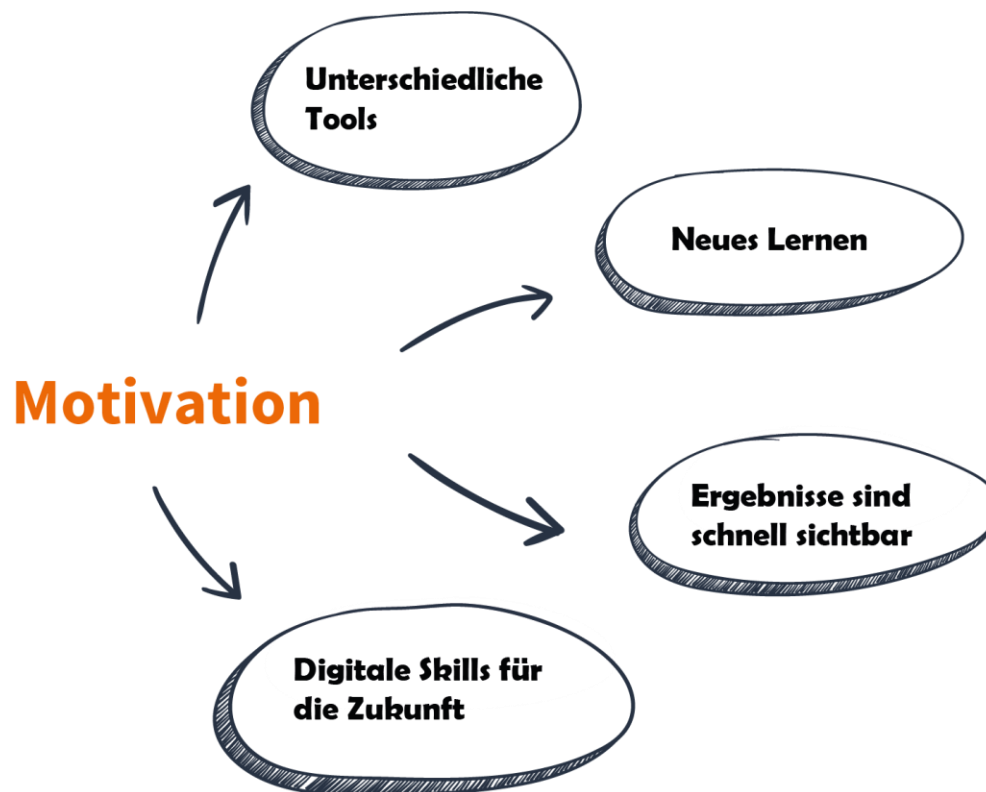 Unterschiedliche
Tools
Neues Lernen
Motivation
Ergebnisse sind
schnell sichtbar
Digitale Skills für
die Zukunft